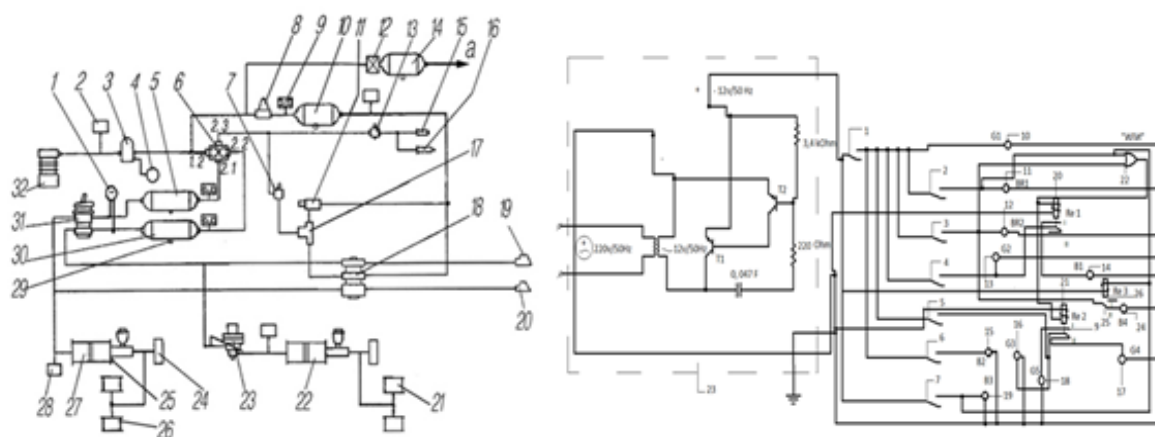 8 9 10 11 12 13 14 15 16
a
1 2 3 4 5 6 7
2.3
1.2
2.2
2.1
17
18
19
32
31
30
29
20
28 27 25 24 23 22 21
26
+ -12v/50 Hz
3,4 kOhm
T2
220v/50Hz
~12v/50Hz
T1
220 Ohm
0,047 F
23
1
2
3
4
5
6
7
G1 10
11
BR1
12
BR2
G2
13
20
Re 1
22
B1 14
Re 3
26
21
Re 2
25
B4
24
9
15
B2
16
G3
G4
17
G5
18
B3
19